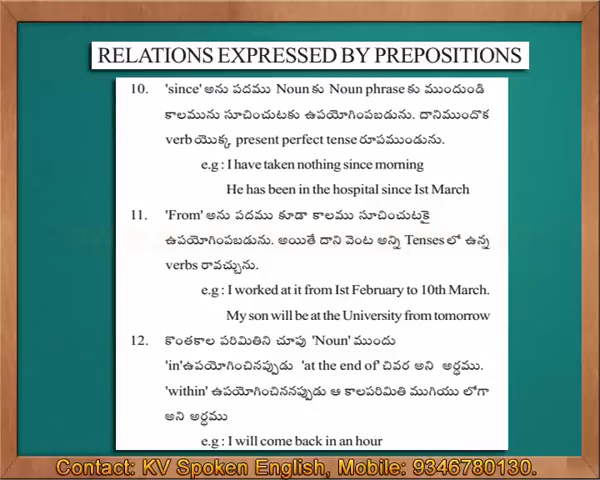 RELATIONS EXPRESSED BY PREPOSITIONS
10. 'since' అను పదము Noun కు Noun phrase కు ముందుండి
కాలమును సూచించుటకు ఉపయోగింపబడును. దానిముందొక
verb యొక్క present perfect tense రూపముండును.
e.g : I have taken nothing since morning
He has been in the hospital since Ist March
11. 'From' అను పదము కూడా కాలము సూచించుటకై
ఉపయోగింపబడును. అయితే దాని వెంట అన్ని Tenses లో ఉన్న
verbs రావచ్చును.
e.g : I worked at it from Ist February to 10th March.
My son will be at the University from tomorrow
12. కొంతకాల పరిమితిని చూపు 'Noun' ముందు
'in'ఉపయోగించినప్పుడు 'at the end of' చివర అని అర్ధము.
'within' ఉపయోగించినప్పుడు ఆ కాలపరిమితి ముగియు లోగా
అని అర్ధము
e.g : I will come back in an hour
Contact: KV Spoken English, Mobile: 9346780130.